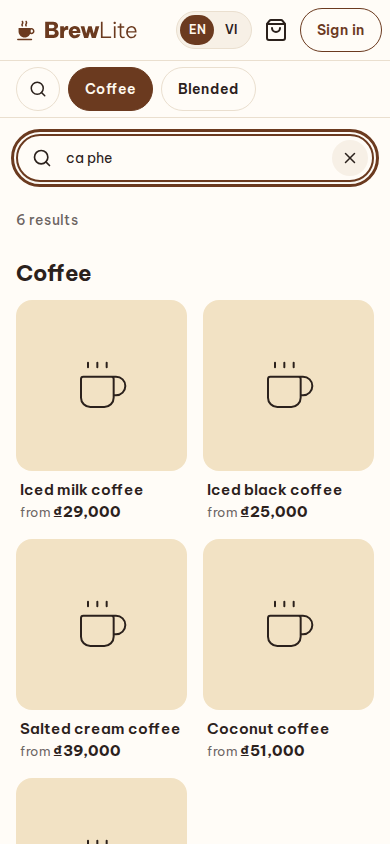 BrewLite
EN VI
Sign in
Coffee Blended
ca phe
6 results
Coffee
Iced milk coffee
from ₫29,000
Iced black coffee
from ₫25,000
Salted cream coffee
from ₫39,000
Coconut coffee
from ₫51,000